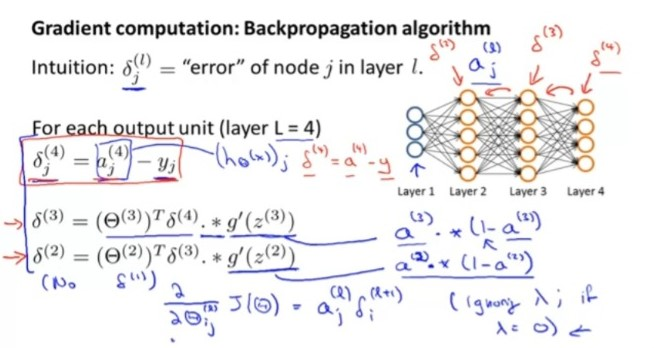 Gradient computation: Backpropagation algorithm
Intuition: δ_j^(l) = "error" of node j in layer l.
δ^(2) a_j^(l) δ^(3) δ^(4)
For each output unit (layer L = 4)
δ_j^(4) = a_j^(4) − y_j (h_Θ(x))_j δ^(4) = a^(4) − y
Layer 1 Layer 2 Layer 3 Layer 4
δ^(3) = (Θ^(3))^T δ^(4) .* g′(z^(3)) a^(3) .* (1 − a^(3))
δ^(2) = (Θ^(2))^T δ^(3) .* g′(z^(2)) a^(2) .* (1 − a^(2))
(No δ^(1))
∂/∂Θ_ij^(l) J(Θ) = a_j^(l) δ_i^(l+1) (Ignoring λ; if
λ = 0) ←